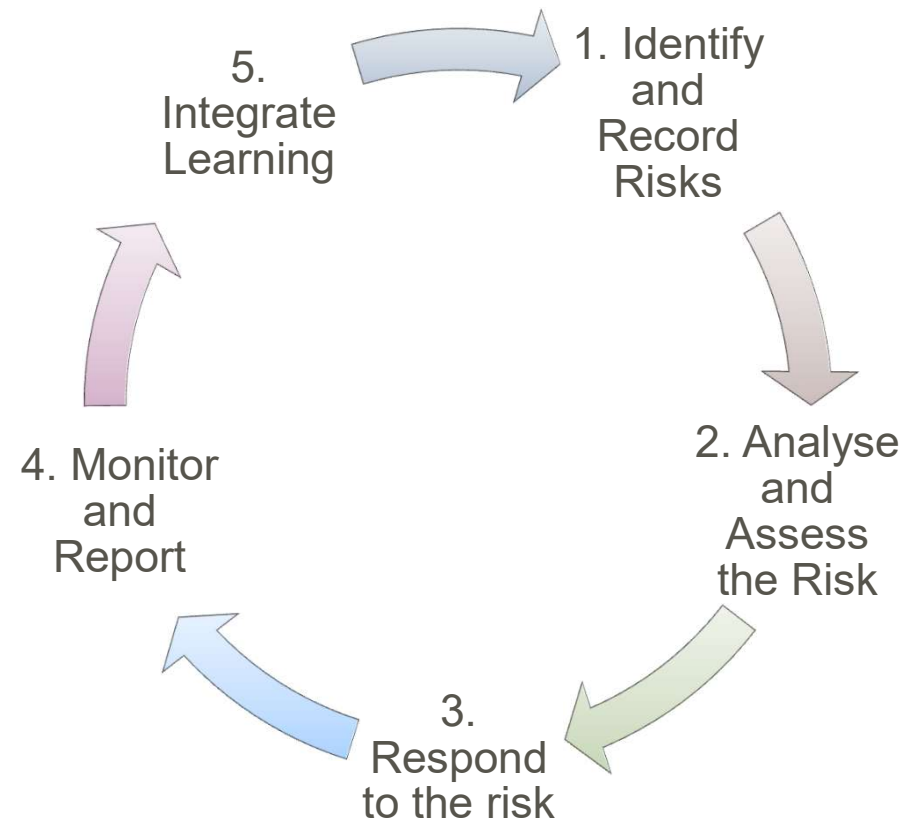 1. Identify
and
Record
Risks
2. Analyse
and
Assess
the Risk
3.
Respond
to the risk
4. Monitor
and
Report
5.
Integrate
Learning